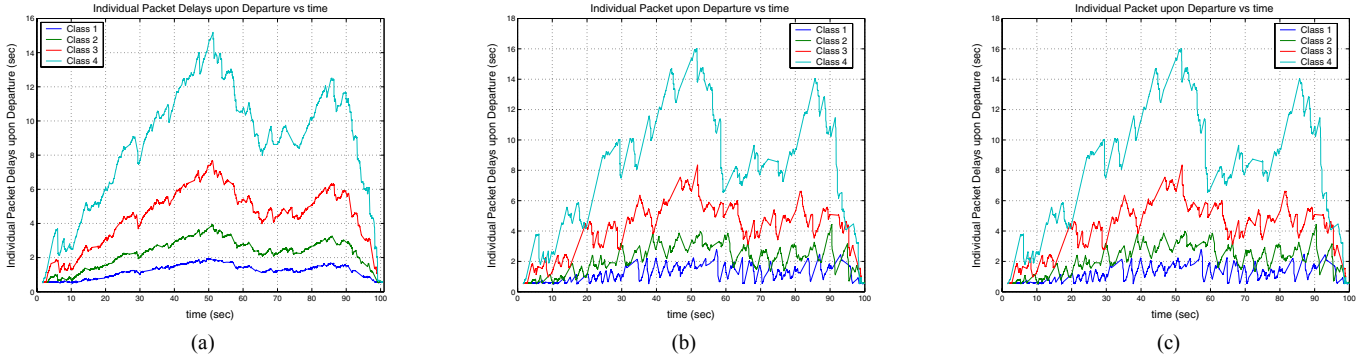 Individual Packet Delays upon Departure vs time
Individual Packet Delays upon Departure (sec)
16
14
12
10
8
6
4
2
0
Class 1
Class 2
Class 3
Class 4
0 10 20 30 40 50 60 70 80 90 100
time (sec)
(a)
Individual Packet upon Departure vs time
Individual Packet Delays upon Departure (sec)
18
16
14
12
10
8
6
4
2
0
Class 1
Class 2
Class 3
Class 4
0 10 20 30 40 50 60 70 80 90 100
time (sec)
(b)
Individual Packet upon Departure vs time
Individual Packet Delays upon Departure (sec)
18
16
14
12
10
8
6
4
2
0
Class 1
Class 2
Class 3
Class 4
0 10 20 30 40 50 60 70 80 90 100
time (sec)
(c)